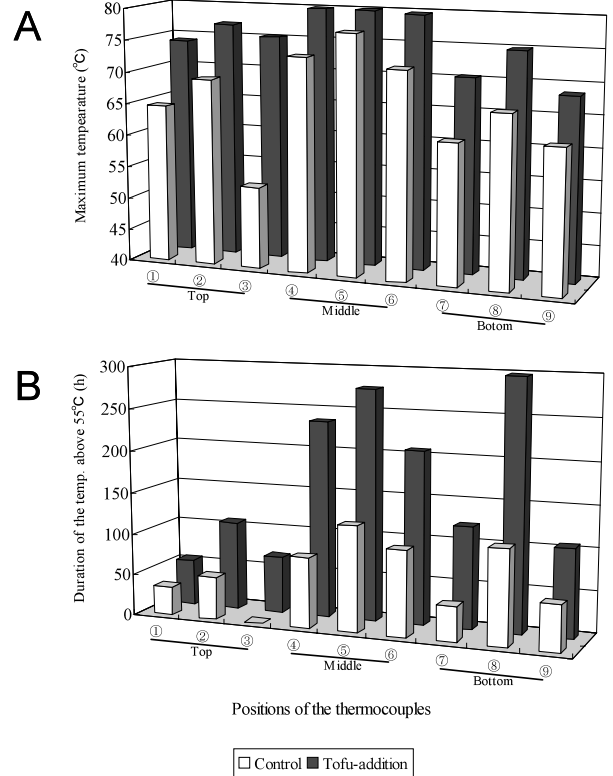 A
Maximum tempearature (℃)
80
75
70
65
60
55
50
45
40
① ② ③ ④ ⑤ ⑥ ⑦ ⑧ ⑨
Top Middle Botom
B
Duration of the temp. above 55℃ (h)
300
250
200
150
100
50
0
① ② ③ ④ ⑤ ⑥ ⑦ ⑧ ⑨
Top Middle Bottom
Positions of the thermocouples
Control Tofu-addition